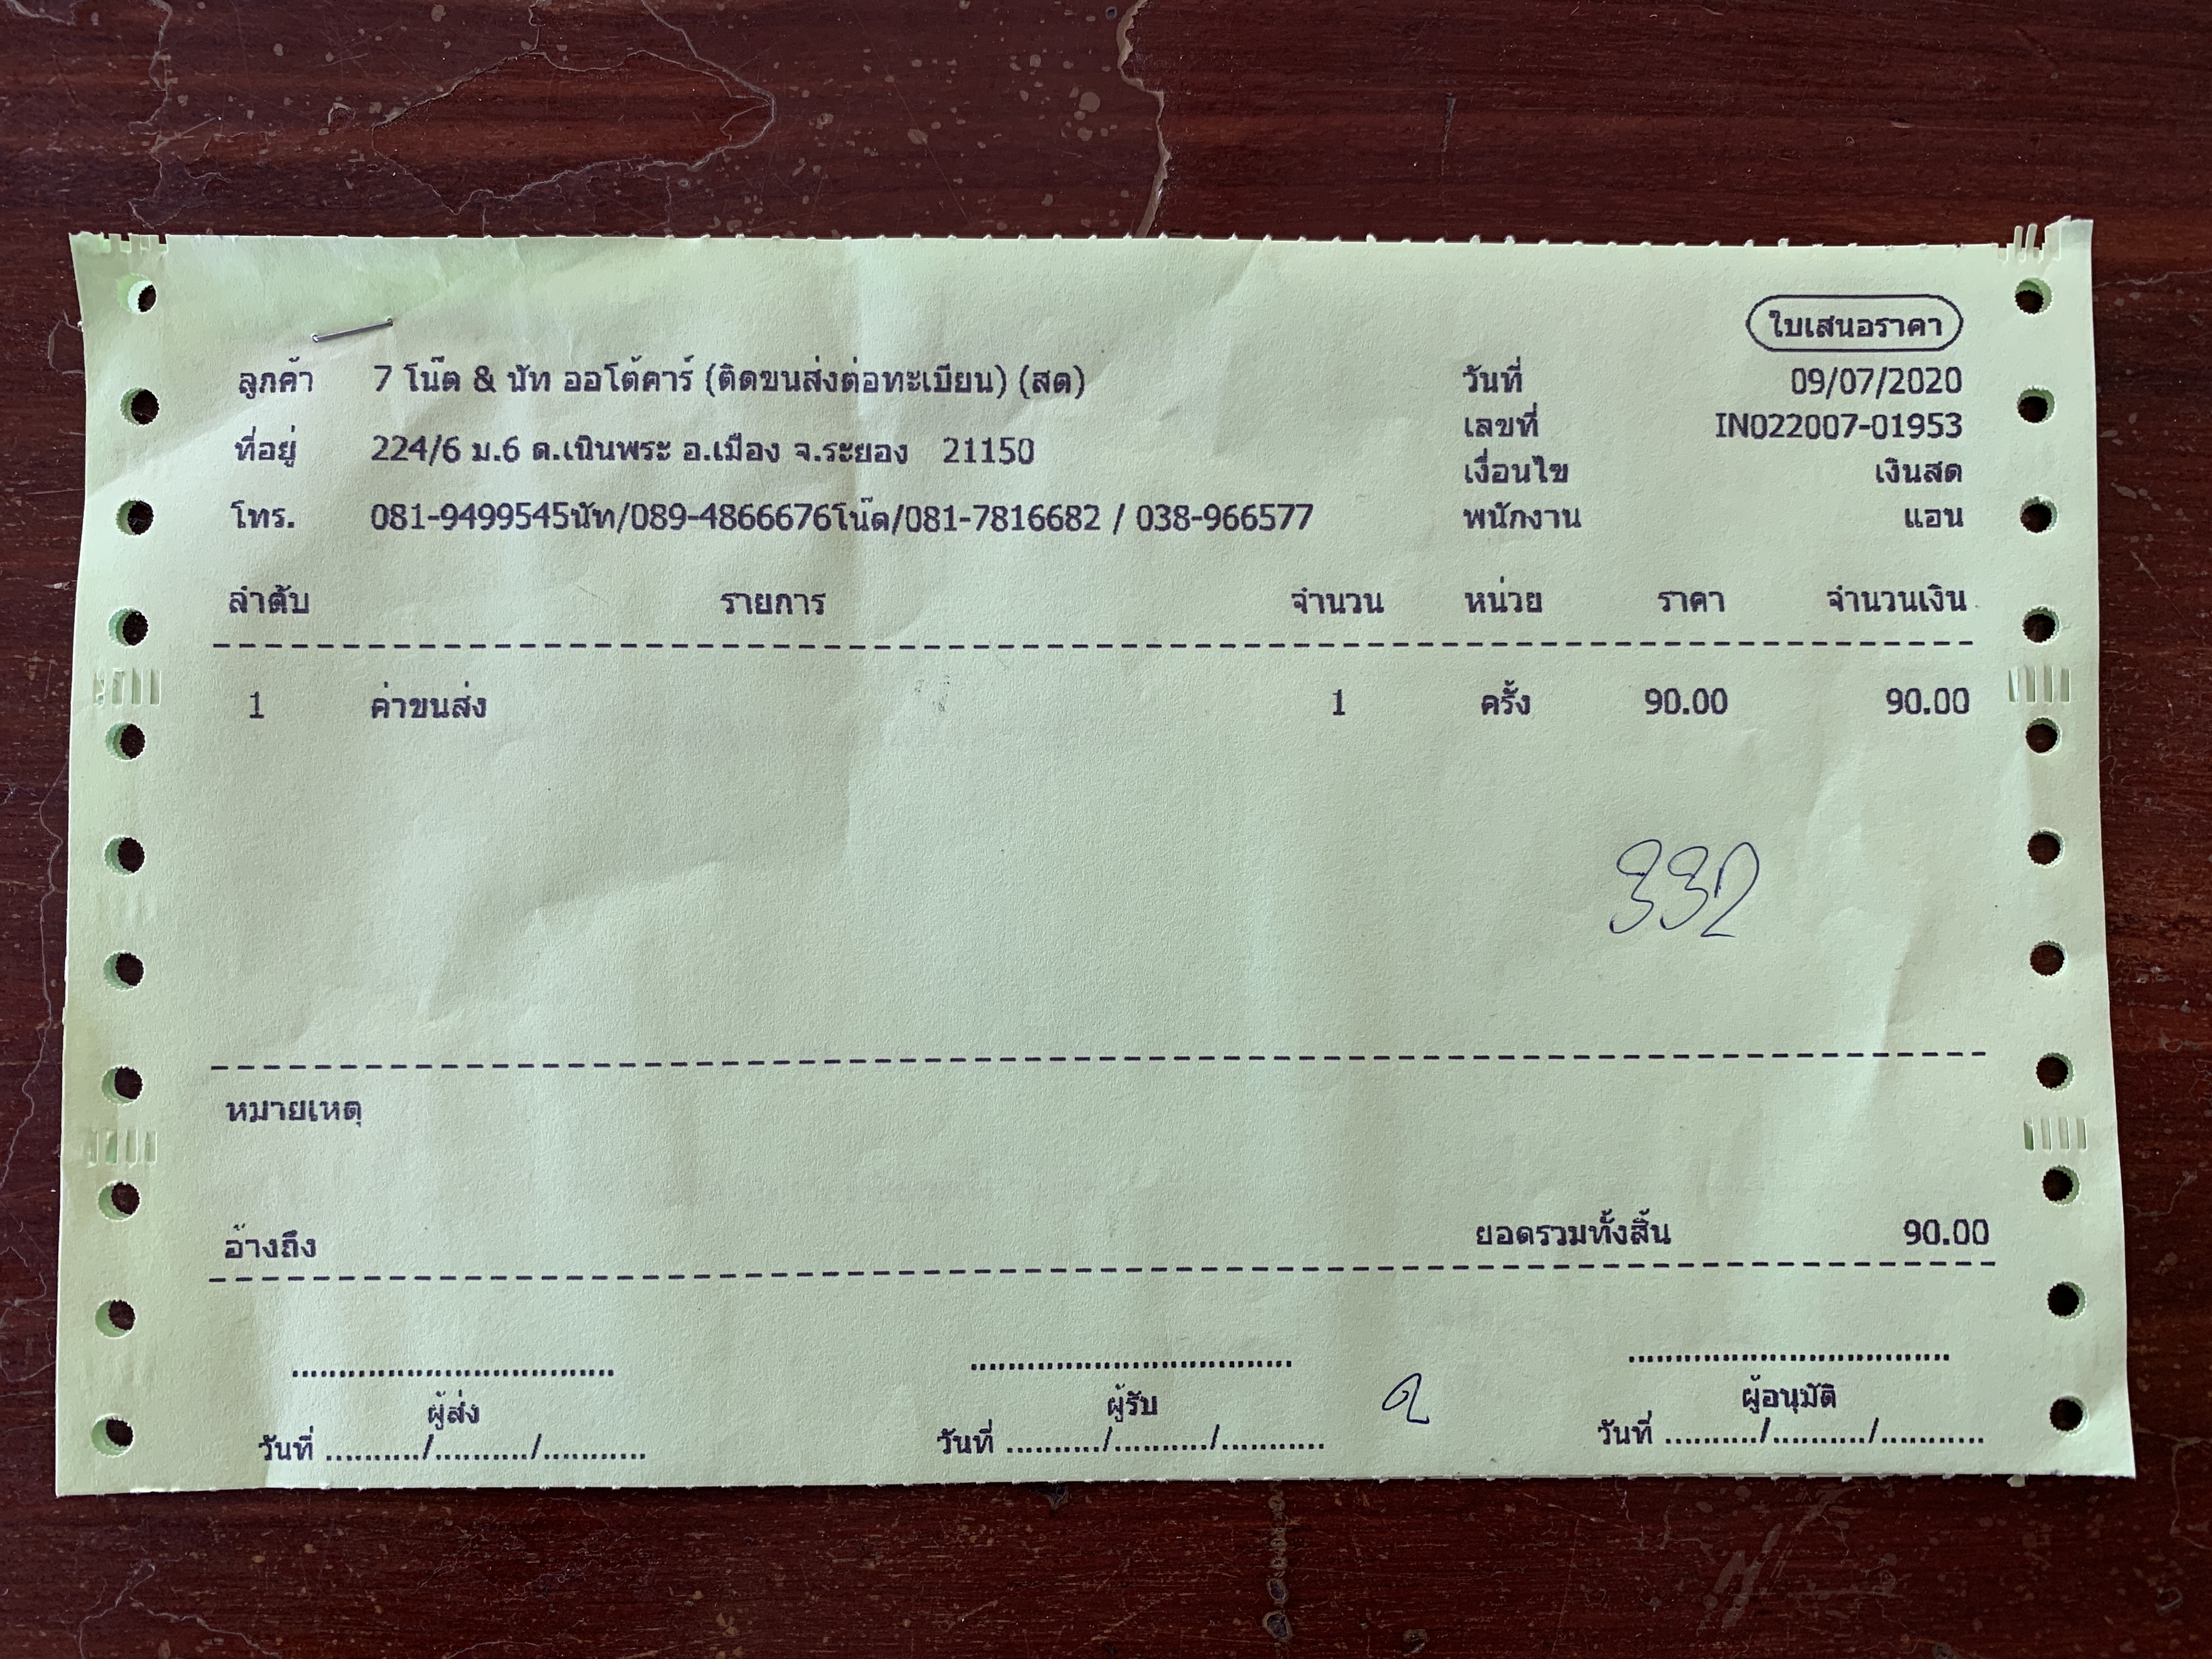 ใบเสนอราคา
ลูกค้า 7 โน๊ต & นัท ออโต้คาร์ (ติดขนส่งต่อทะเบียน) (สด) วันที่ 09/07/2020
เลขที่ IN022007-01953
ที่อยู่ 224/6 ม.6 ต.เนินพระ อ.เมือง จ.ระยอง 21150
เงื่อนไข เงินสด
โทร. 081-9499545นัท/089-4866676โน๊ต/081-7816682 / 038-966577 พนักงาน แอน
ลำดับ รายการ จำนวน หน่วย ราคา จำนวนเงิน
1 ค่าขนส่ง 1 ครั้ง 90.00 90.00
332
หมายเหตุ
อ้างถึง ยอดรวมทั้งสิ้น 90.00
ผู้ส่ง ผู้รับ ผู้อนุมัติ
วันที่ ........../........../........... วันที่ ........../........../........... วันที่ ........../........../...........